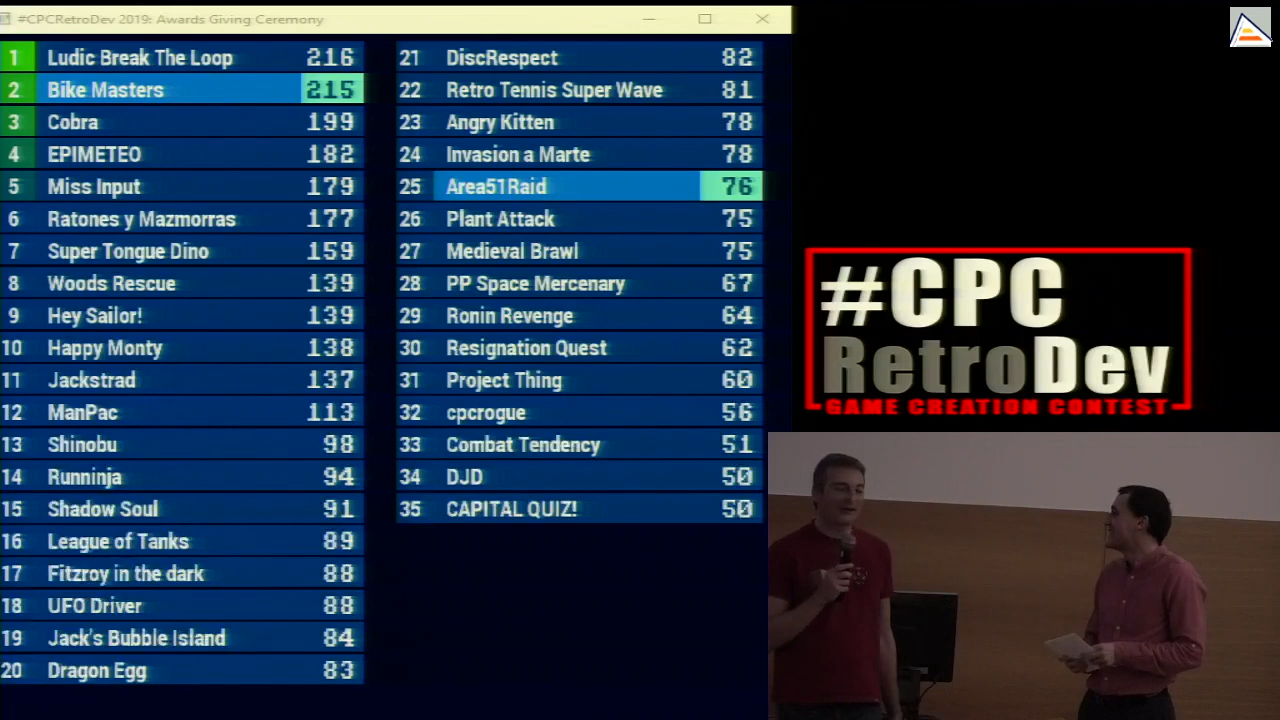 #CPCRetroDev 2019: Awards Giving Ceremony
1 Ludic Break The Loop 216
2 Bike Masters 215
3 Cobra 199
4 EPIMETEO 182
5 Miss Input 179
6 Ratones y Mazmorras 177
7 Super Tongue Dino 159
8 Woods Rescue 139
9 Hey Sailor! 139
10 Happy Monty 138
11 Jackstrad 137
12 ManPac 113
13 Shinobu 98
14 Runninja 94
15 Shadow Soul 91
16 League of Tanks 89
17 Fitzroy in the dark 88
18 UFO Driver 88
19 Jack's Bubble Island 84
20 Dragon Egg 83
21 DiscRespect 82
22 Retro Tennis Super Wave 81
23 Angry Kitten 78
24 Invasion a Marte 78
25 Area51Raid 76
26 Plant Attack 75
27 Medieval Brawl 75
28 PP Space Mercenary 67
29 Ronin Revenge 64
30 Resignation Quest 62
31 Project Thing 60
32 cpcrogue 56
33 Combat Tendency 51
34 DJD 50
35 CAPITAL QUIZ! 50
#CPC
RetroDev
GAME CREATION CONTEST